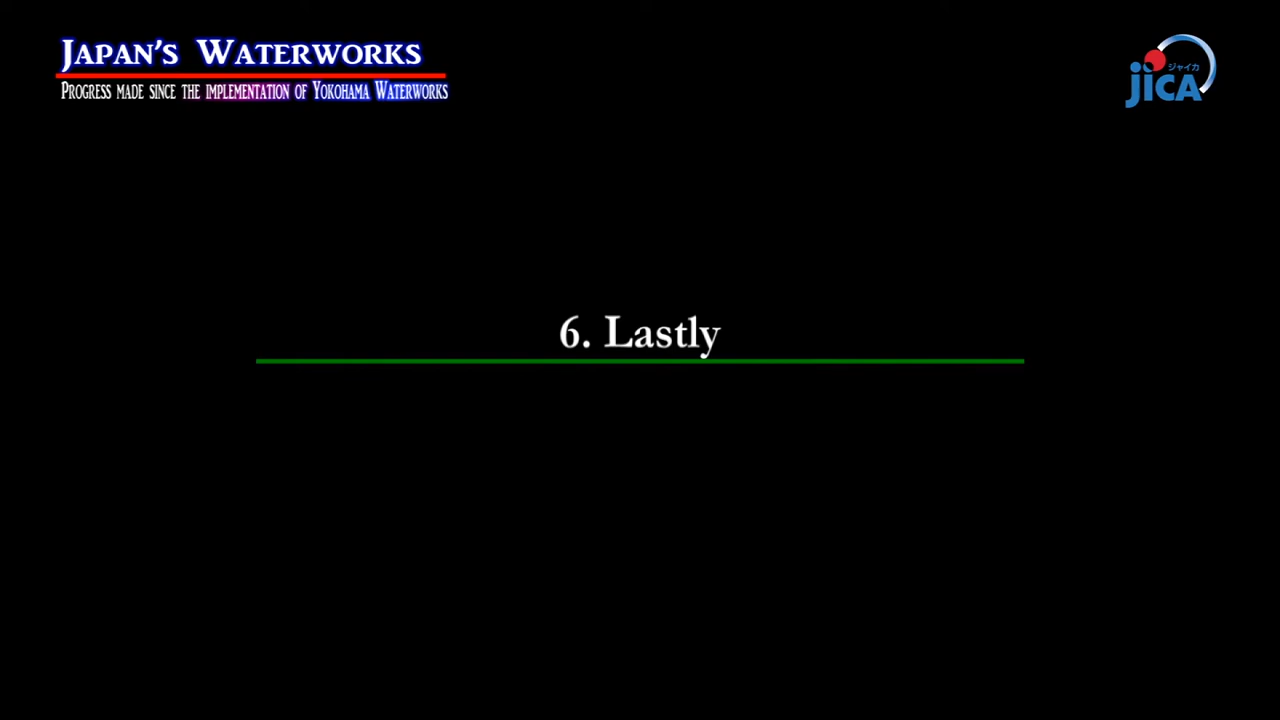 Japan's Waterworks
Progress made since the implementation of Yokohama Waterworks
ジャイカ
JICA
6. Lastly